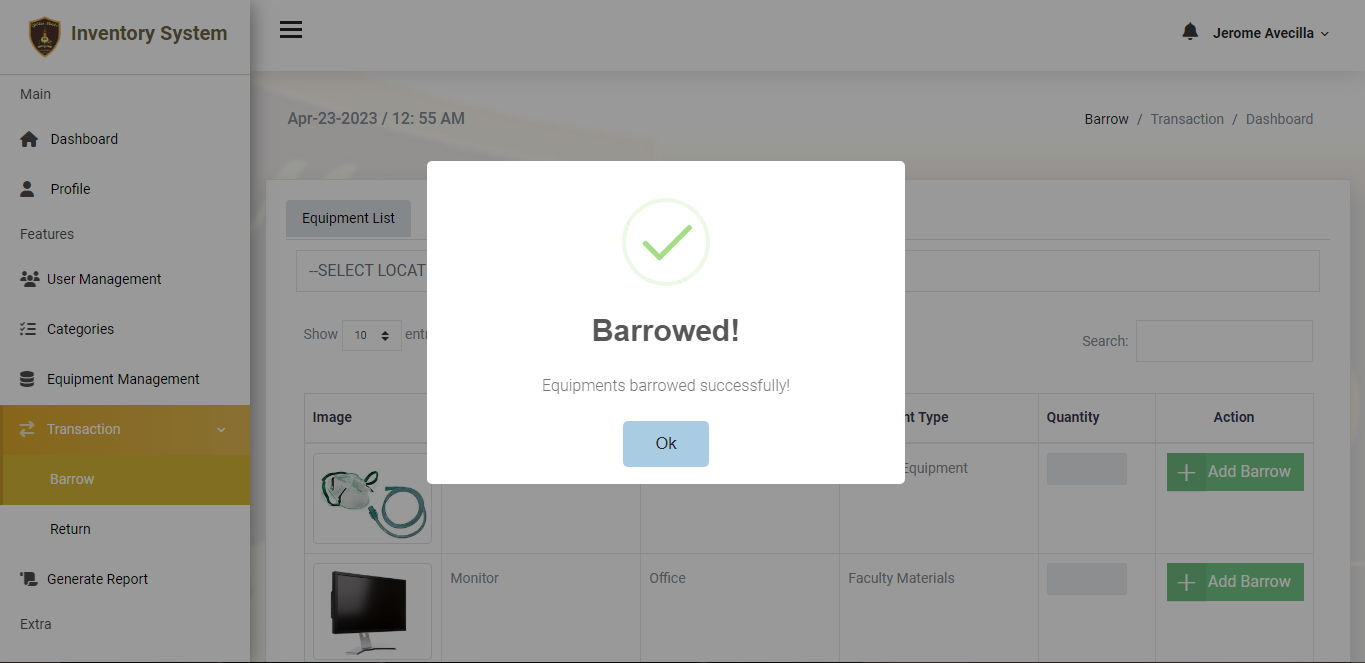 Inventory System
Jerome Avecilla
Main
Dashboard
Profile
Features
User Management
Categories
Equipment Management
Transaction
Barrow
Return
Generate Report
Extra
Apr-23-2023 / 12: 55 AM
Barrow / Transaction / Dashboard
Equipment List
--SELECT LOCAT
Show 10 entr
Search:
Image
nt Type
Quantity
Action
Equipment
Add Barrow
Monitor
Office
Faculty Materials
Add Barrow
Barrowed!
Equipments barrowed successfully!
Ok